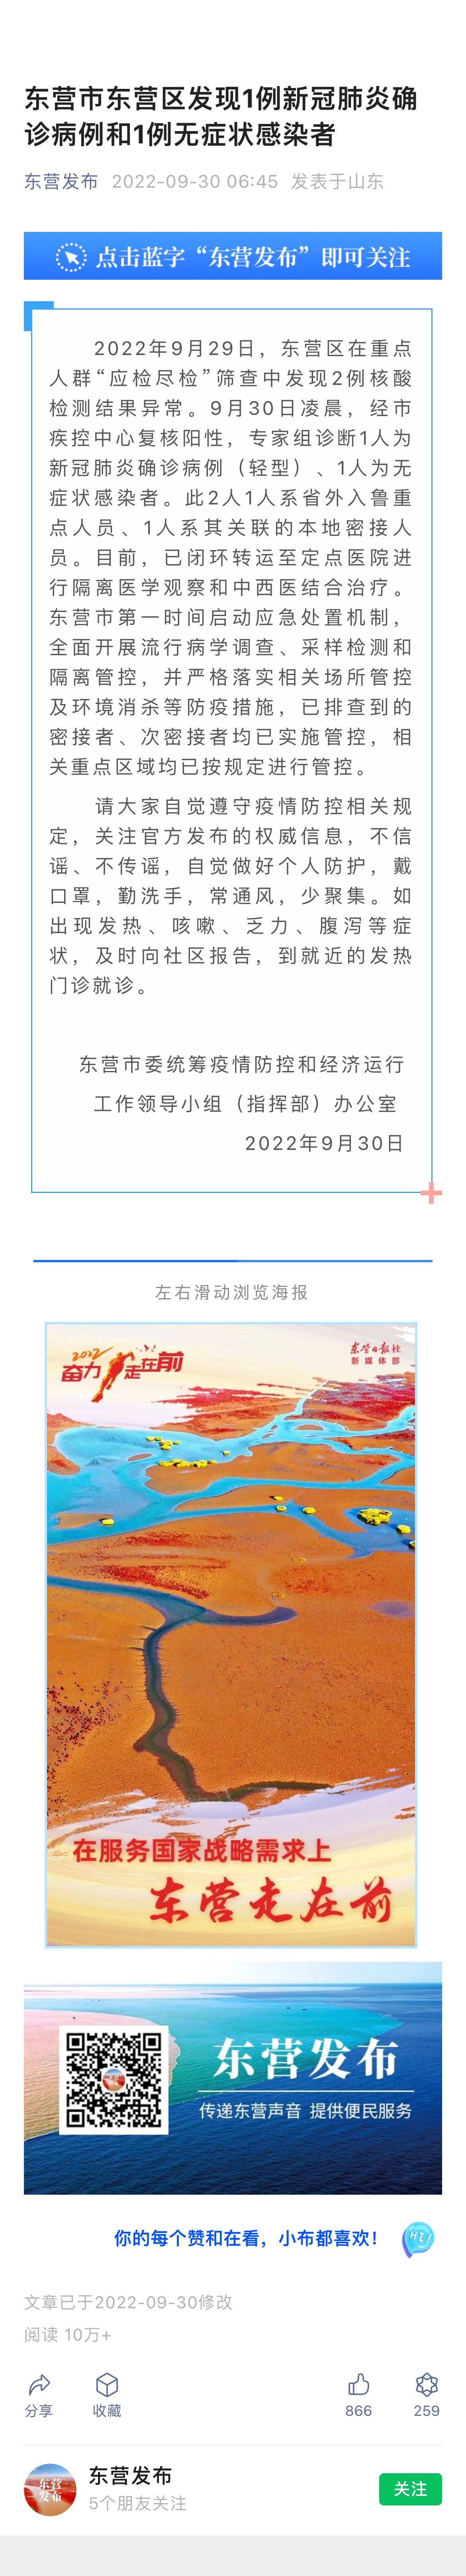 东营市东营区发现1例新冠肺炎确
诊病例和1例无症状感染者
东营发布 2022-09-30 06:45 发表于山东
点击蓝字“东营发布”即可关注
2022年9月29日，东营区在重点
人群“应检尽检”筛查中发现2例核酸
检测结果异常。9月30日凌晨，经市
疾控中心复核阳性，专家组诊断1人为
新冠肺炎确诊病例（轻型）、1人为无
症状感染者。此2人1人系省外入鲁重
点人员、1人系其关联的本地密接人
员。目前，已闭环转运至定点医院进
行隔离医学观察和中西医结合治疗。
东营市第一时间启动应急处置机制，
全面开展流行病学调查、采样检测和
隔离管控，并严格落实相关场所管控
及环境消杀等防疫措施，已排查到的
密接者、次密接者均已实施管控，相
关重点区域均已按规定进行管控。
请大家自觉遵守疫情防控相关规
定，关注官方发布的权威信息，不信
谣、不传谣，自觉做好个人防护，戴
口罩，勤洗手，常通风，少聚集。如
出现发热、咳嗽、乏力、腹泻等症
状，及时向社区报告，到就近的发热
门诊就诊。
东营市委统筹疫情防控和经济运行
工作领导小组（指挥部）办公室
2022年9月30日
左右滑动浏览海报
2022
奋力走在前
东营日报社
新媒体部
在服务国家战略需求上
东营走在前
东营发布
传递东营声音 提供便民服务
你的每个赞和在看，小布都喜欢！
HI~
文章已于2022-09-30修改
阅读 10万+
分享 收藏 866 259
东营
发布
东营发布
5个朋友关注
关注